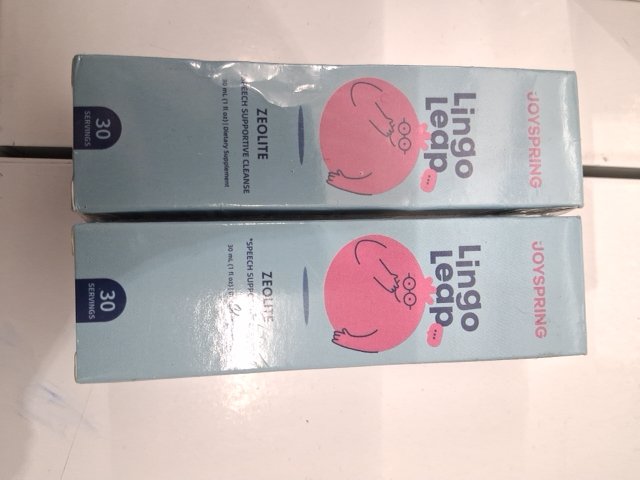 JOYSPRING
Lingo
Leap
...
ZEOLITE
SPEECH SUPPORTIVE CLEANSE
30 mL (1 fl oz) | Dietary Supplement
30
SERVINGS
JOYSPRING
Lingo
Leap
...
ZEOLITE
*SPEECH
30 mL (1 fl oz) |
30
SERVINGS